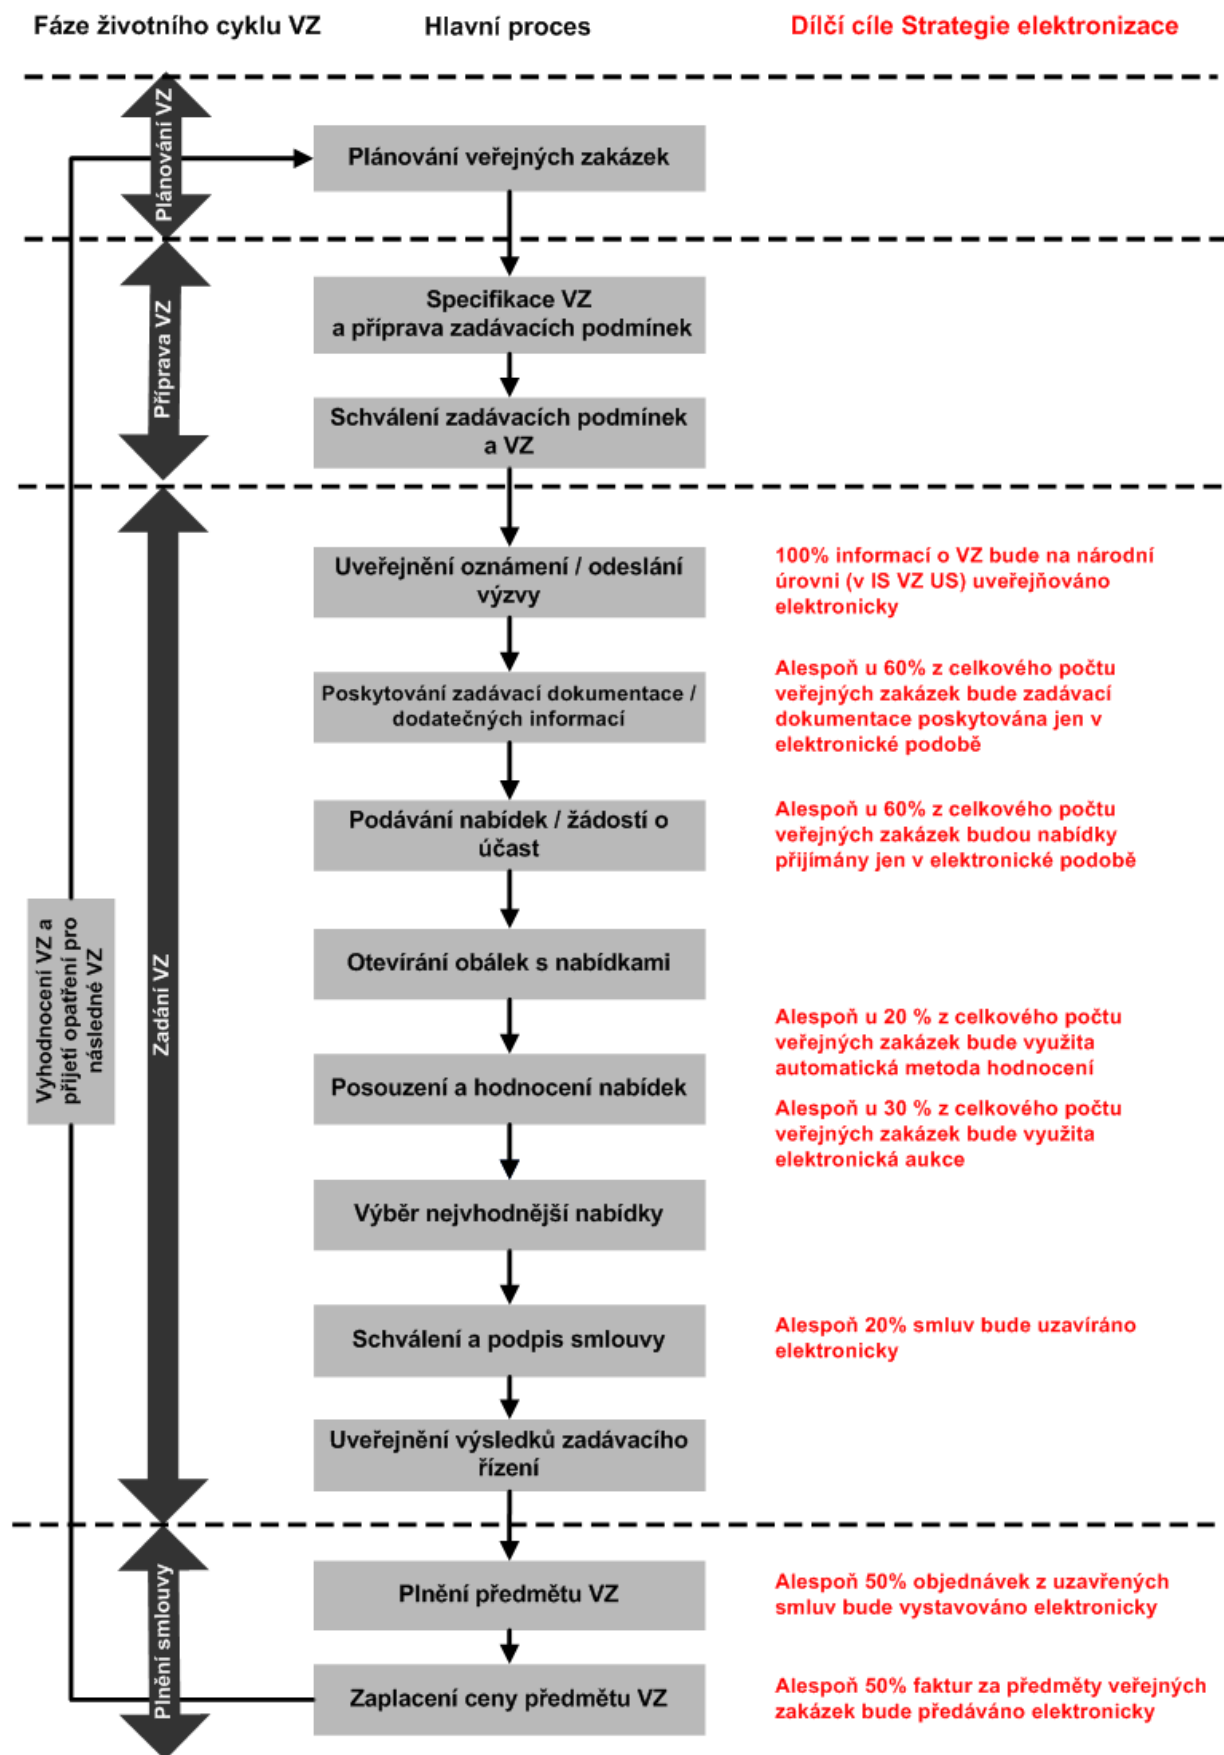 Fáze životního cyklu VZ
Hlavní proces
Dílčí cíle Strategie elektronizace
Plánování VZ
Plánování veřejných zakázek
Příprava VZ
Specifikace VZ
a příprava zadávacích podmínek
Schválení zadávacích podmínek
a VZ
Zadání VZ
Uveřejnění oznámení / odeslání
výzvy
100% informací o VZ bude na národní
úrovni (v IS VZ US) uveřejňováno
elektronicky
Poskytování zadávací dokumentace /
dodatečných informací
Alespoň u 60% z celkového počtu
veřejných zakázek bude zadávací
dokumentace poskytována jen v
elektronické podobě
Podávání nabídek / žádostí o
účast
Alespoň u 60% z celkového počtu
veřejných zakázek budou nabídky
přijímány jen v elektronické podobě
Vyhodnocení VZ a
přijetí opatření pro
následné VZ
Otevírání obálek s nabídkami
Posouzení a hodnocení nabídek
Alespoň u 20 % z celkového počtu
veřejných zakázek bude využita
automatická metoda hodnocení
Alespoň u 30 % z celkového počtu
veřejných zakázek bude využita
elektronická aukce
Výběr nejvhodnější nabídky
Schválení a podpis smlouvy
Alespoň 20% smluv bude uzavíráno
elektronicky
Uveřejnění výsledků zadávacího
řízení
Plnění smlouvy
Plnění předmětu VZ
Alespoň 50% objednávek z uzavřených
smluv bude vystavováno elektronicky
Zaplacení ceny předmětu VZ
Alespoň 50% faktur za předměty veřejných
zakázek bude předáváno elektronicky